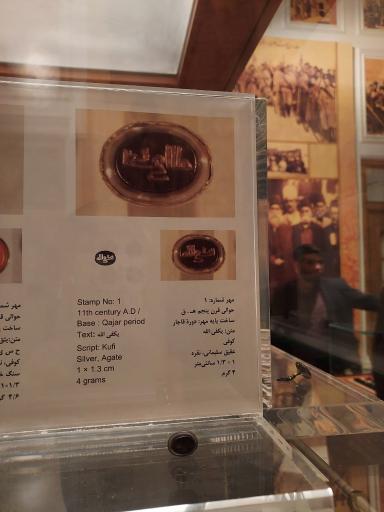 Stamp No: 1
11th century A.D /
Base : Qajar period
Text: یکفی الله
Script: Kufi
Silver, Agate
1 × 1.3 cm
4 grams
مهر شماره: ۱
حوالی قرن پنجم هـ . ق
ساخت پایه مهر: دورهٔ قاجار
متن: یکفی الله
کوفی
عقیق سلیمانی، نقره
۱ × ۱/۳ سانتی‌متر
۴ گرم